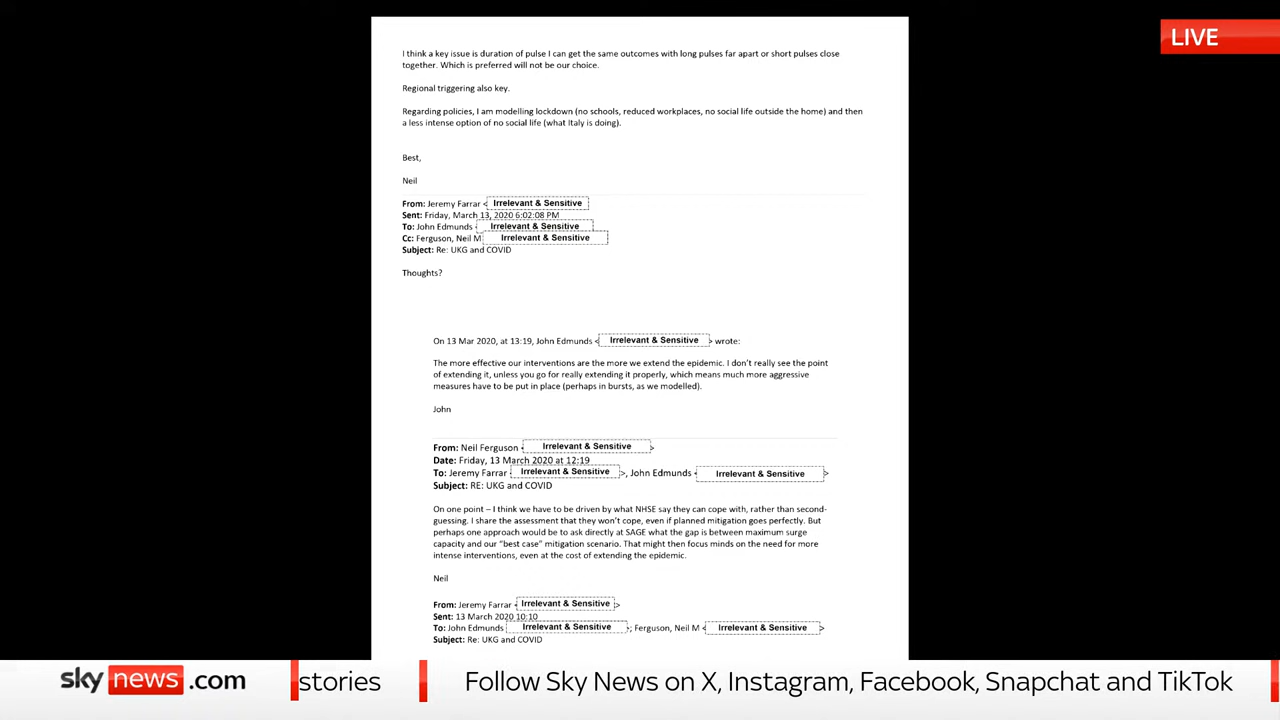 LIVE
I think a key issue is duration of pulse I can get the same outcomes with long pulses far apart or short pulses close
together. Which is preferred will not be our choice.
Regional triggering also key.
Regarding policies, I am modelling lockdown (no schools, reduced workplaces, no social life outside the home) and then
a less intense option of no social life (what Italy is doing).
Best,
Neil
From: Jeremy Farrar < Irrelevant & Sensitive
Sent: Friday, March 13, 2020 6:02:08 PM
To: John Edmunds Irrelevant & Sensitive
Cc: Ferguson, Neil M Irrelevant & Sensitive
Subject: Re: UKG and COVID
Thoughts?
On 13 Mar 2020, at 13:19, John Edmunds < Irrelevant & Sensitive > wrote:
The more effective our interventions are the more we extend the epidemic. I don't really see the point
of extending it, unless you go for really extending it properly, which means much more aggressive
measures have to be put in place (perhaps in bursts, as we modelled).
John
From: Neil Ferguson < Irrelevant & Sensitive >
Date: Friday, 13 March 2020 at 12:19
To: Jeremy Farrar < Irrelevant & Sensitive >, John Edmunds < Irrelevant & Sensitive >
Subject: RE: UKG and COVID
On one point – I think we have to be driven by what NHSE say they can cope with, rather than second-
guessing. I share the assessment that they won't cope, even if planned mitigation goes perfectly. But
perhaps one approach would be to ask directly at SAGE what the gap is between maximum surge
capacity and our "best case" mitigation scenario. That might then focus minds on the need for more
intense interventions, even at the cost of extending the epidemic.
Neil
From: Jeremy Farrar < Irrelevant & Sensitive >
Sent: 13 March 2020 10:10
To: John Edmunds Irrelevant & Sensitive >; Ferguson, Neil M < Irrelevant & Sensitive >
Subject: Re: UKG and COVID
sky news .com stories Follow Sky News on X, Instagram, Facebook, Snapchat and TikTok